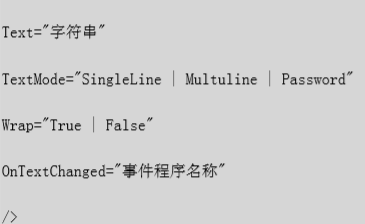 Text="字符串"
TextMode="SingleLine | Multuline | Password"
Wrap="True | False"
OnTextChanged="事件程序名称"
/>